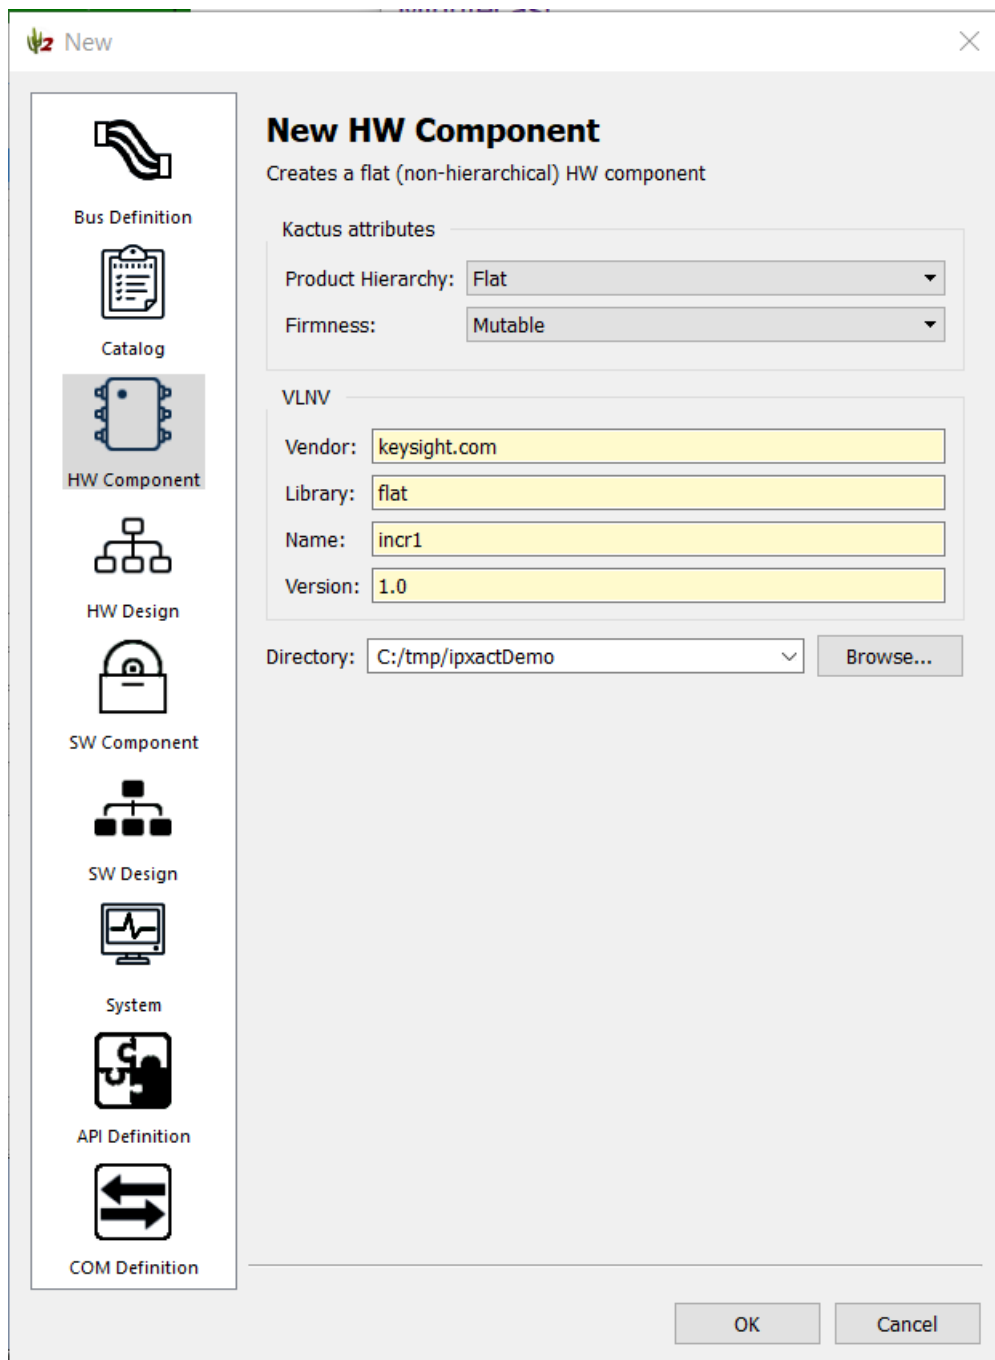 New
New HW Component
Creates a flat (non-hierarchical) HW component
Kactus attributes
Product Hierarchy: Flat
Firmness: Mutable
VLNV
Vendor: keysight.com
Library: flat
Name: incr1
Version: 1.0
Directory: C:/tmp/ipxactDemo Browse...
Bus Definition
Catalog
HW Component
HW Design
SW Component
SW Design
System
API Definition
COM Definition
OK Cancel